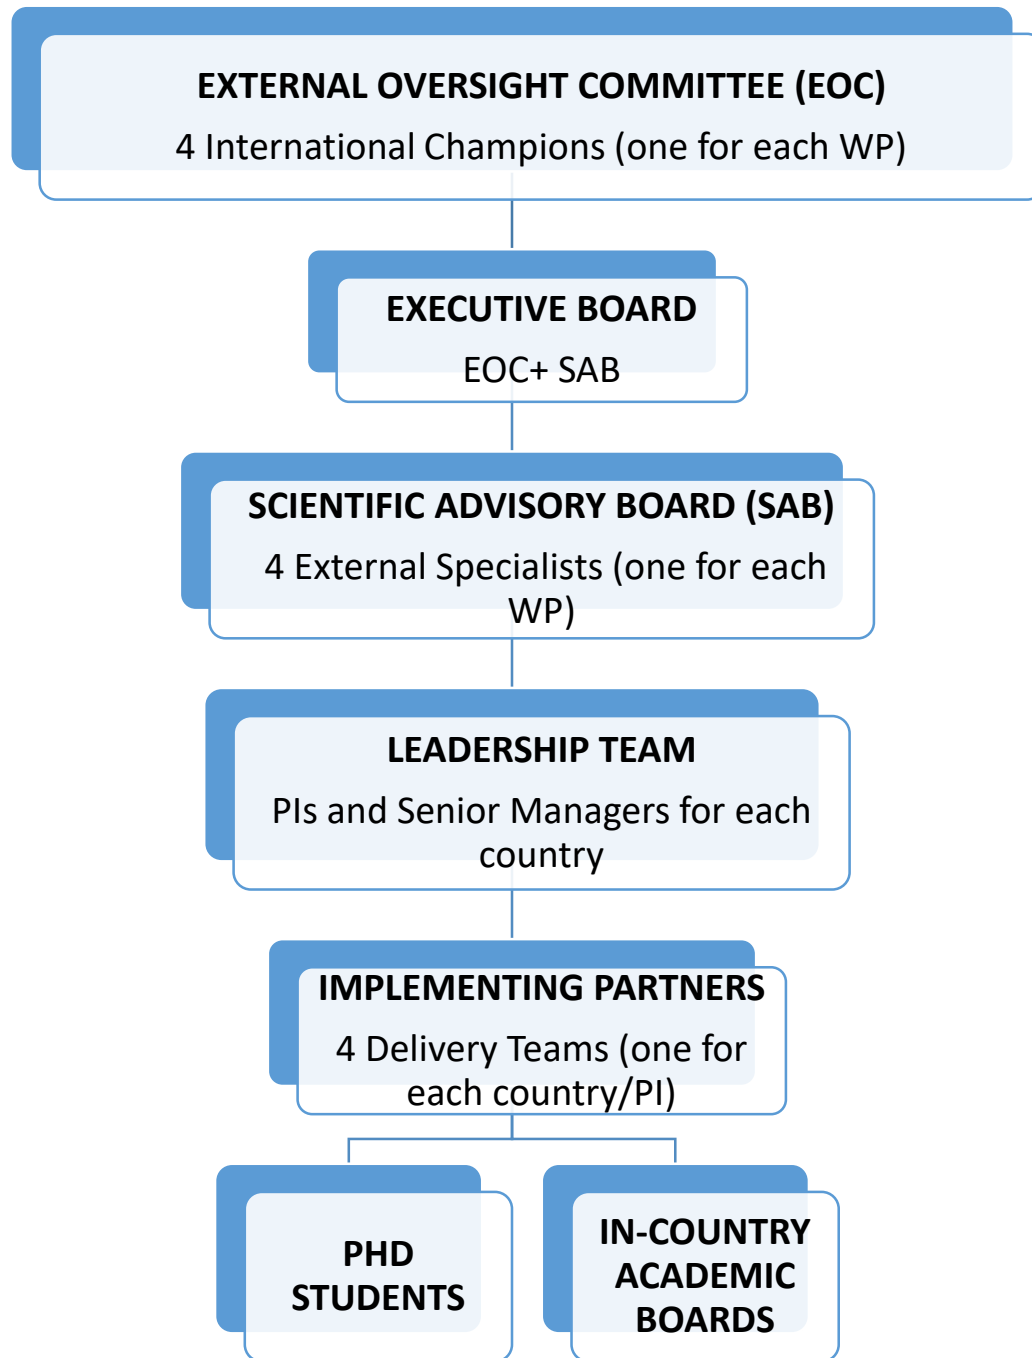 EXTERNAL OVERSIGHT COMMITTEE (EOC)
4 International Champions (one for each WP)
EXECUTIVE BOARD
EOC+ SAB
SCIENTIFIC ADVISORY BOARD (SAB)
4 External Specialists (one for each
WP)
LEADERSHIP TEAM
PIs and Senior Managers for each
country
IMPLEMENTING PARTNERS
4 Delivery Teams (one for
each country/PI)
PHD
STUDENTS
IN-COUNTRY
ACADEMIC
BOARDS